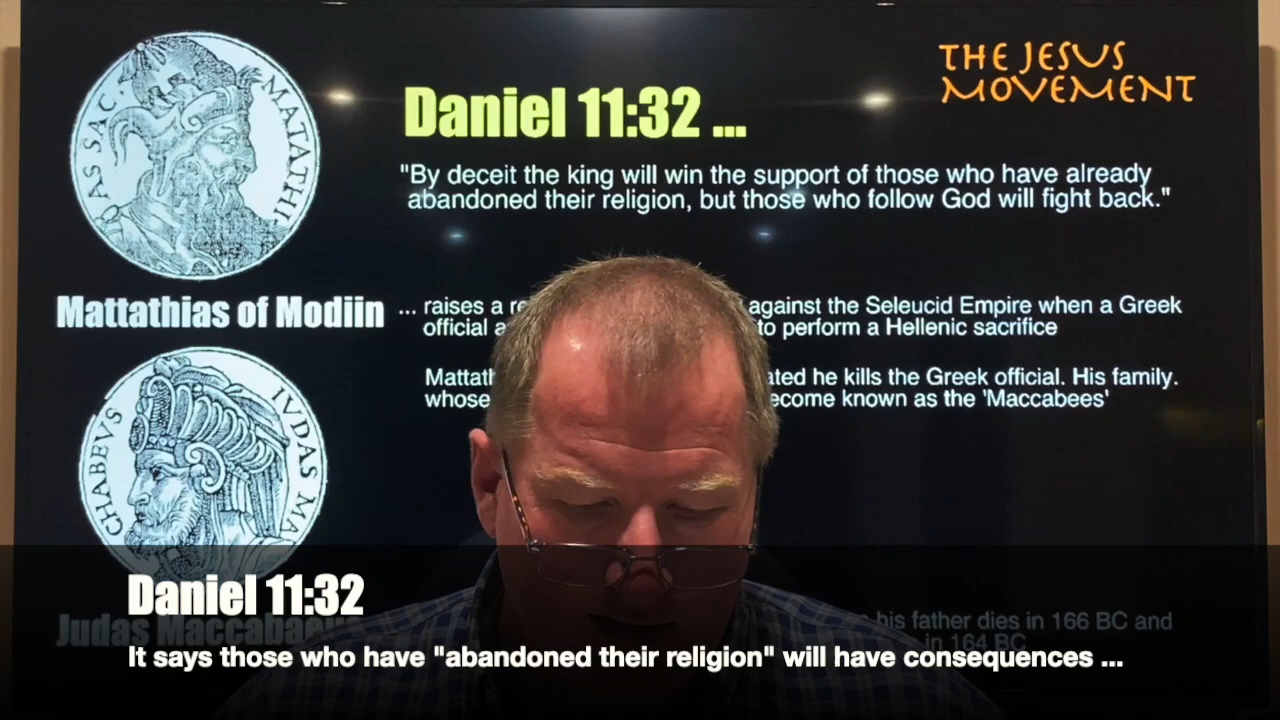 THE JESUS
MOVEMENT
AS SAC.
MATATHI
Daniel 11:32 ...
"By deceit the king will win the support of those who have already
abandoned their religion, but those who follow God will fight back."
Mattathias of Modiin
... raises a against the Seleucid Empire when a Greek
official to perform a Hellenic sacrifice
he kills the Greek official. His family.
whose known as the 'Maccabees'
CHABEVS
IVDAS MA
Judas
his father dies in 166 BC and
in 164 BC
Daniel 11:32
It says those who have "abandoned their religion" will have consequences ...